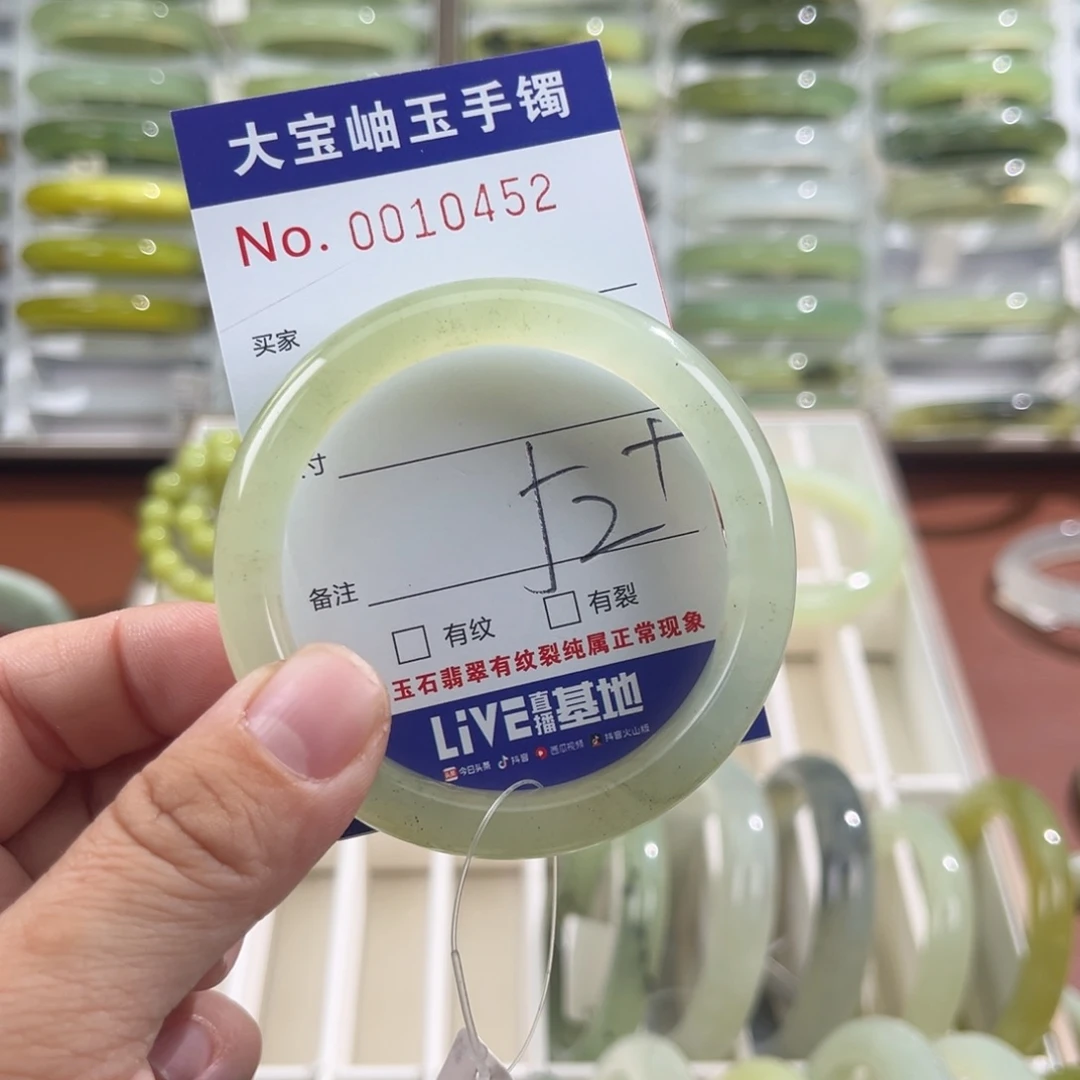 大宝岫玉手镯
No. 0010452
买家
寸
52+
备注
有纹 有裂
玉石翡翠有纹裂纯属正常现象
LiVE直播基地
今日头条 抖音 西瓜视频 抖音火山版